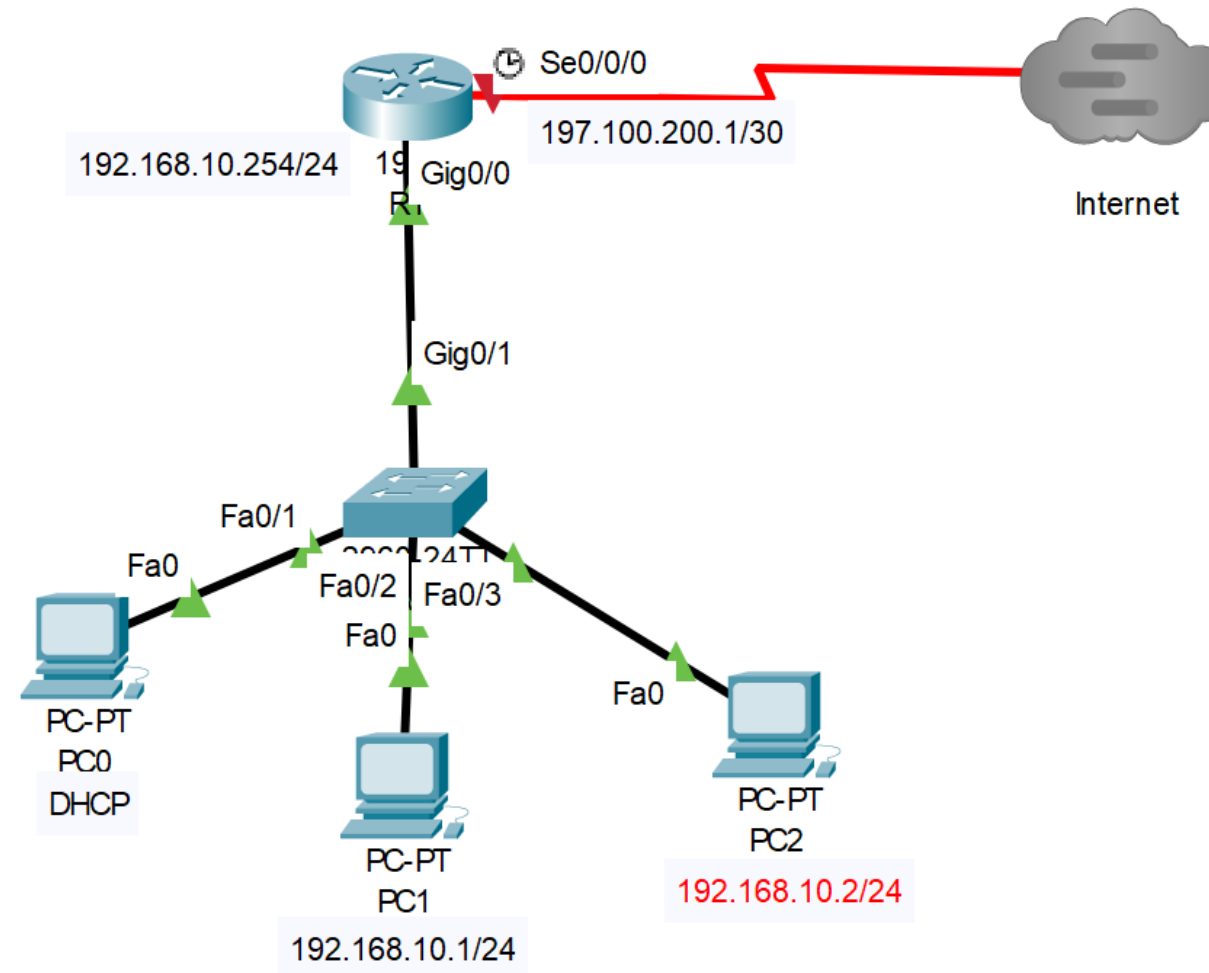 Se0/0/0
197.100.200.1/30
192.168.10.254/24
Gig0/0
Internet
Gig0/1
Fa0/1
Fa0
Fa0/2
Fa0/3
Fa0
Fa0
PC-PT
PC0
DHCP
PC-PT
PC1
192.168.10.1/24
PC-PT
PC2
192.168.10.2/24